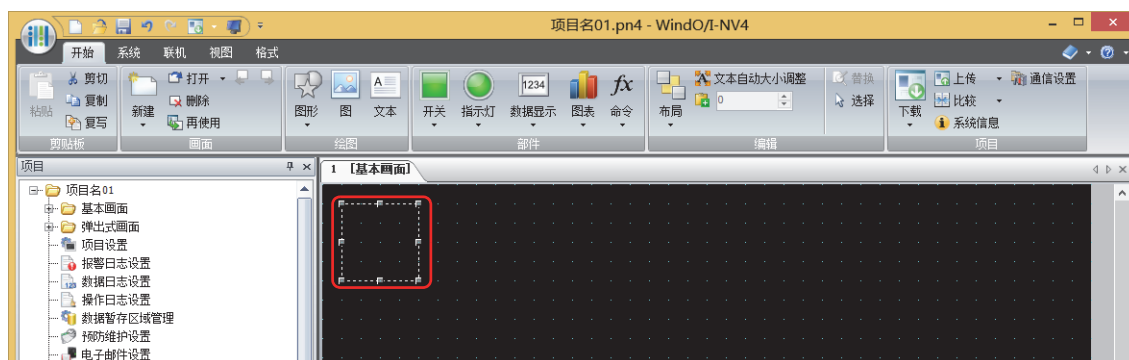 项目名01.pn4 - WindO/I-NV4
开始 系统 联机 视图 格式
粘贴 剪切 复制 复写
新建 打开 删除 再使用
图形 图 文本
开关 指示灯 1234 数据显示 图表 fx 命令
布局 文本自动大小调整 0 替换 选择
下载 上传 比较 系统信息 通信设置
剪贴板 画面 绘图 部件 编辑 项目
项目
1 [基本画面]
项目名01
基本画面
弹出式画面
项目设置
报警日志设置
数据日志设置
操作日志设置
数据暂存区域管理
预防维护设置
电子邮件设置